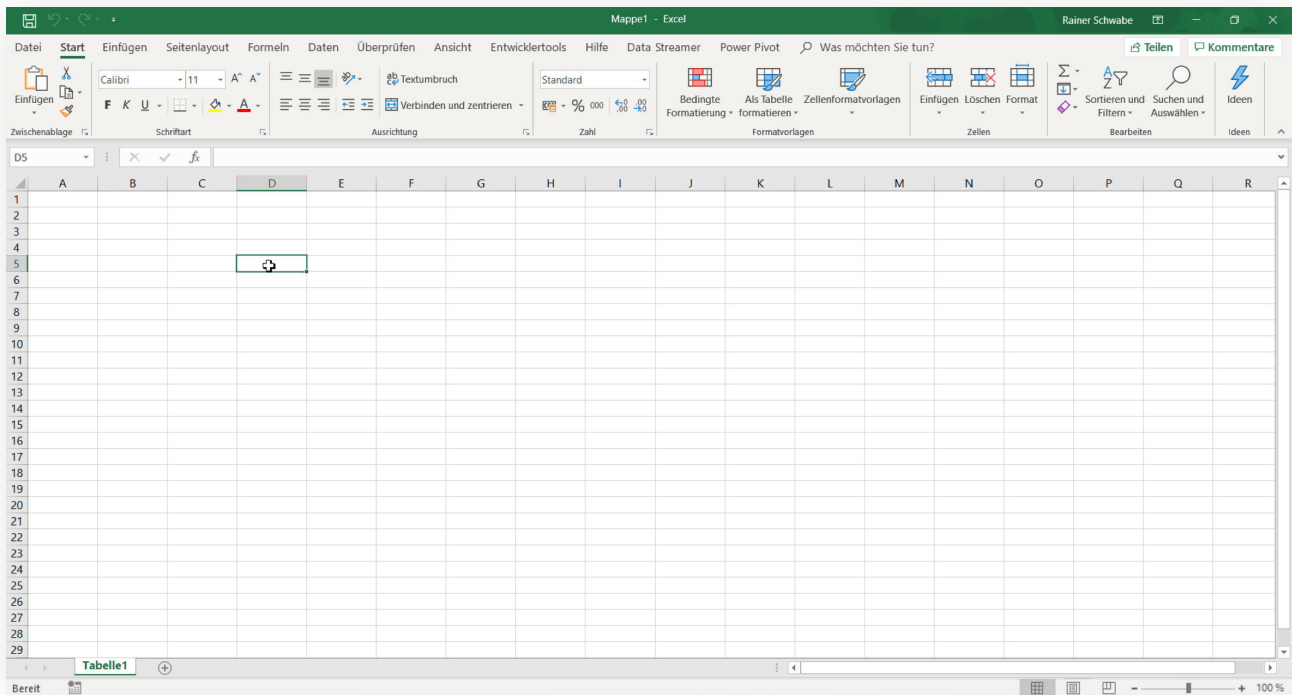 Mappe1 - Excel Rainer Schwabe
Datei Start Einfügen Seitenlayout Formeln Daten Überprüfen Ansicht Entwicklertools Hilfe Data Streamer Power Pivot Was möchten Sie tun? Teilen Kommentare
Einfügen
Calibri 11
F K U
Textumbruch
Verbinden und zentrieren
Standard
% 000
Bedingte Formatierung
Als Tabelle formatieren
Zellenformatvorlagen
Einfügen Löschen Format
Sortieren und Filtern
Suchen und Auswählen
Ideen
Zwischenablage Schriftart Ausrichtung Zahl Formatvorlagen Zellen Bearbeiten Ideen
D5 fx
A B C D E F G H I J K L M N O P Q R
1
2
3
4
5
6
7
8
9
10
11
12
13
14
15
16
17
18
19
20
21
22
23
24
25
26
27
28
29
Tabelle1
Bereit 100 %